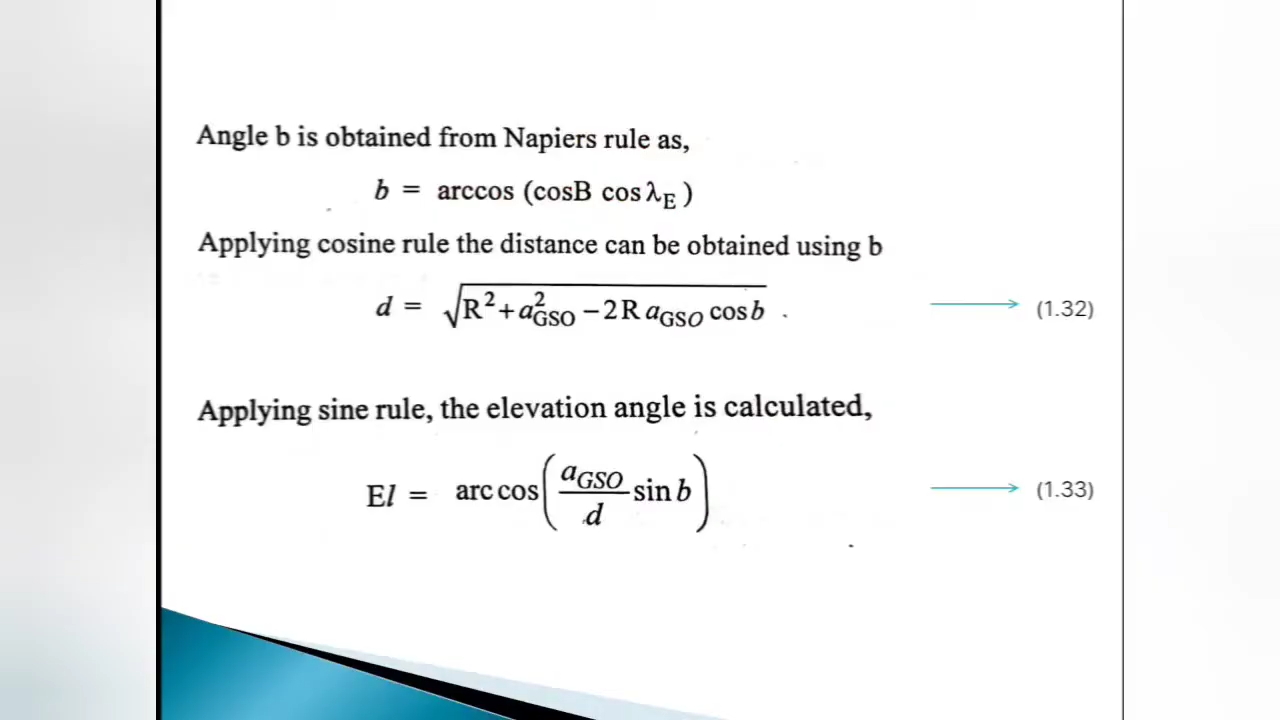 Angle b is obtained from Napiers rule as,
b = arccos (cosB cos λ_E )
Applying cosine rule the distance can be obtained using b
d = √(R² + a²_GSO − 2 R a_GSO cos b) . (1.32)
Applying sine rule, the elevation angle is calculated,
El = arc cos( a_GSO / d sin b ) (1.33)